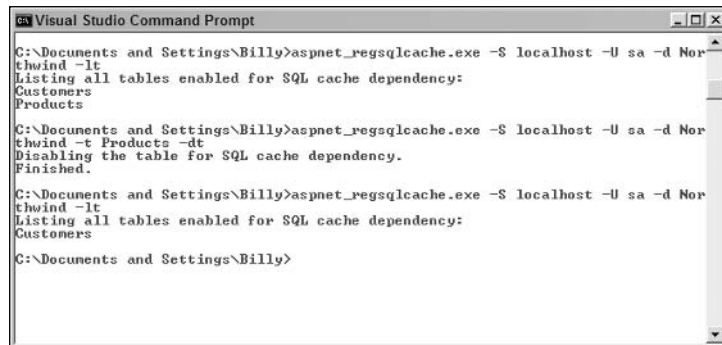 Visual Studio Command Prompt
C:\Documents and Settings\Billy>aspnet_regsqlcache.exe -S localhost -U sa -d Nor
thwind -lt
Listing all tables enabled for SQL cache dependency:
Customers
Products
C:\Documents and Settings\Billy>aspnet_regsqlcache.exe -S localhost -U sa -d Nor
thwind -t Products -dt
Disabling the table for SQL cache dependency.
Finished.
C:\Documents and Settings\Billy>aspnet_regsqlcache.exe -S localhost -U sa -d Nor
thwind -lt
Listing all tables enabled for SQL cache dependency:
Customers
C:\Documents and Settings\Billy>